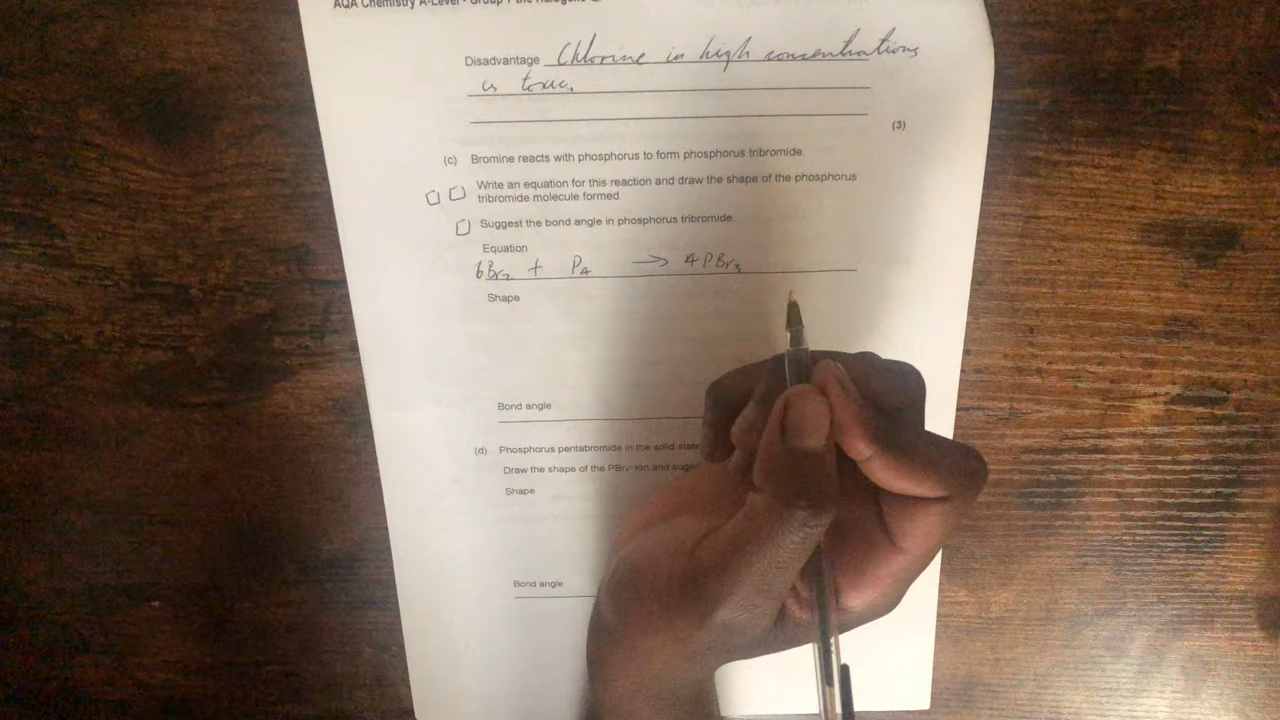 AQA Chemistry A-Level - Group 7 the Halogens
Disadvantage Chlorine in high concentrations
is toxic.
(3)
(c) Bromine reacts with phosphorus to form phosphorus tribromide.
Write an equation for this reaction and draw the shape of the phosphorus
tribromide molecule formed.
Suggest the bond angle in phosphorus tribromide.
Equation
6Br₂ + P₄ → 4PBr₃
Shape
Bond angle
(d) Phosphorus pentabromide in the solid state
Draw the shape of the ion and
Shape
Bond angle